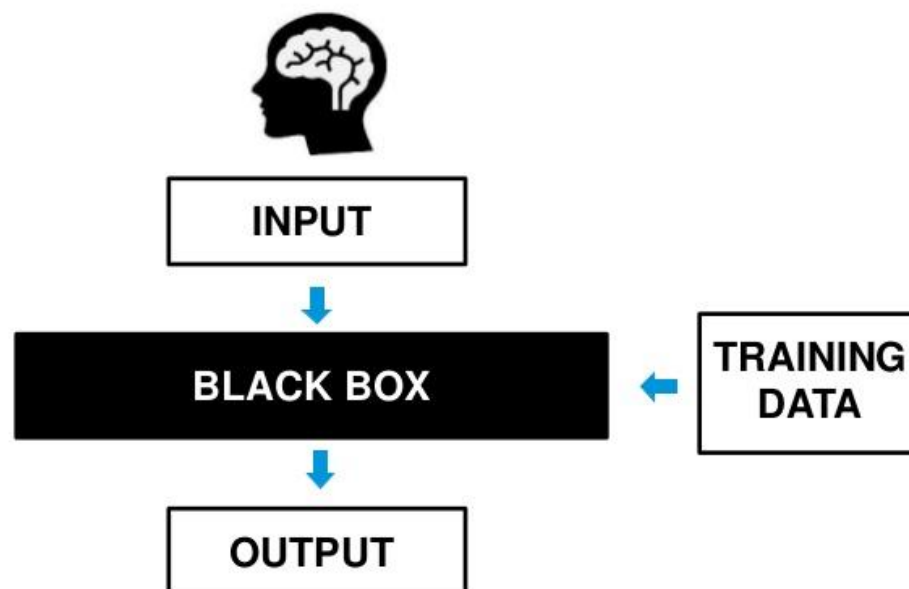 INPUT
BLACK BOX
TRAINING
DATA
OUTPUT